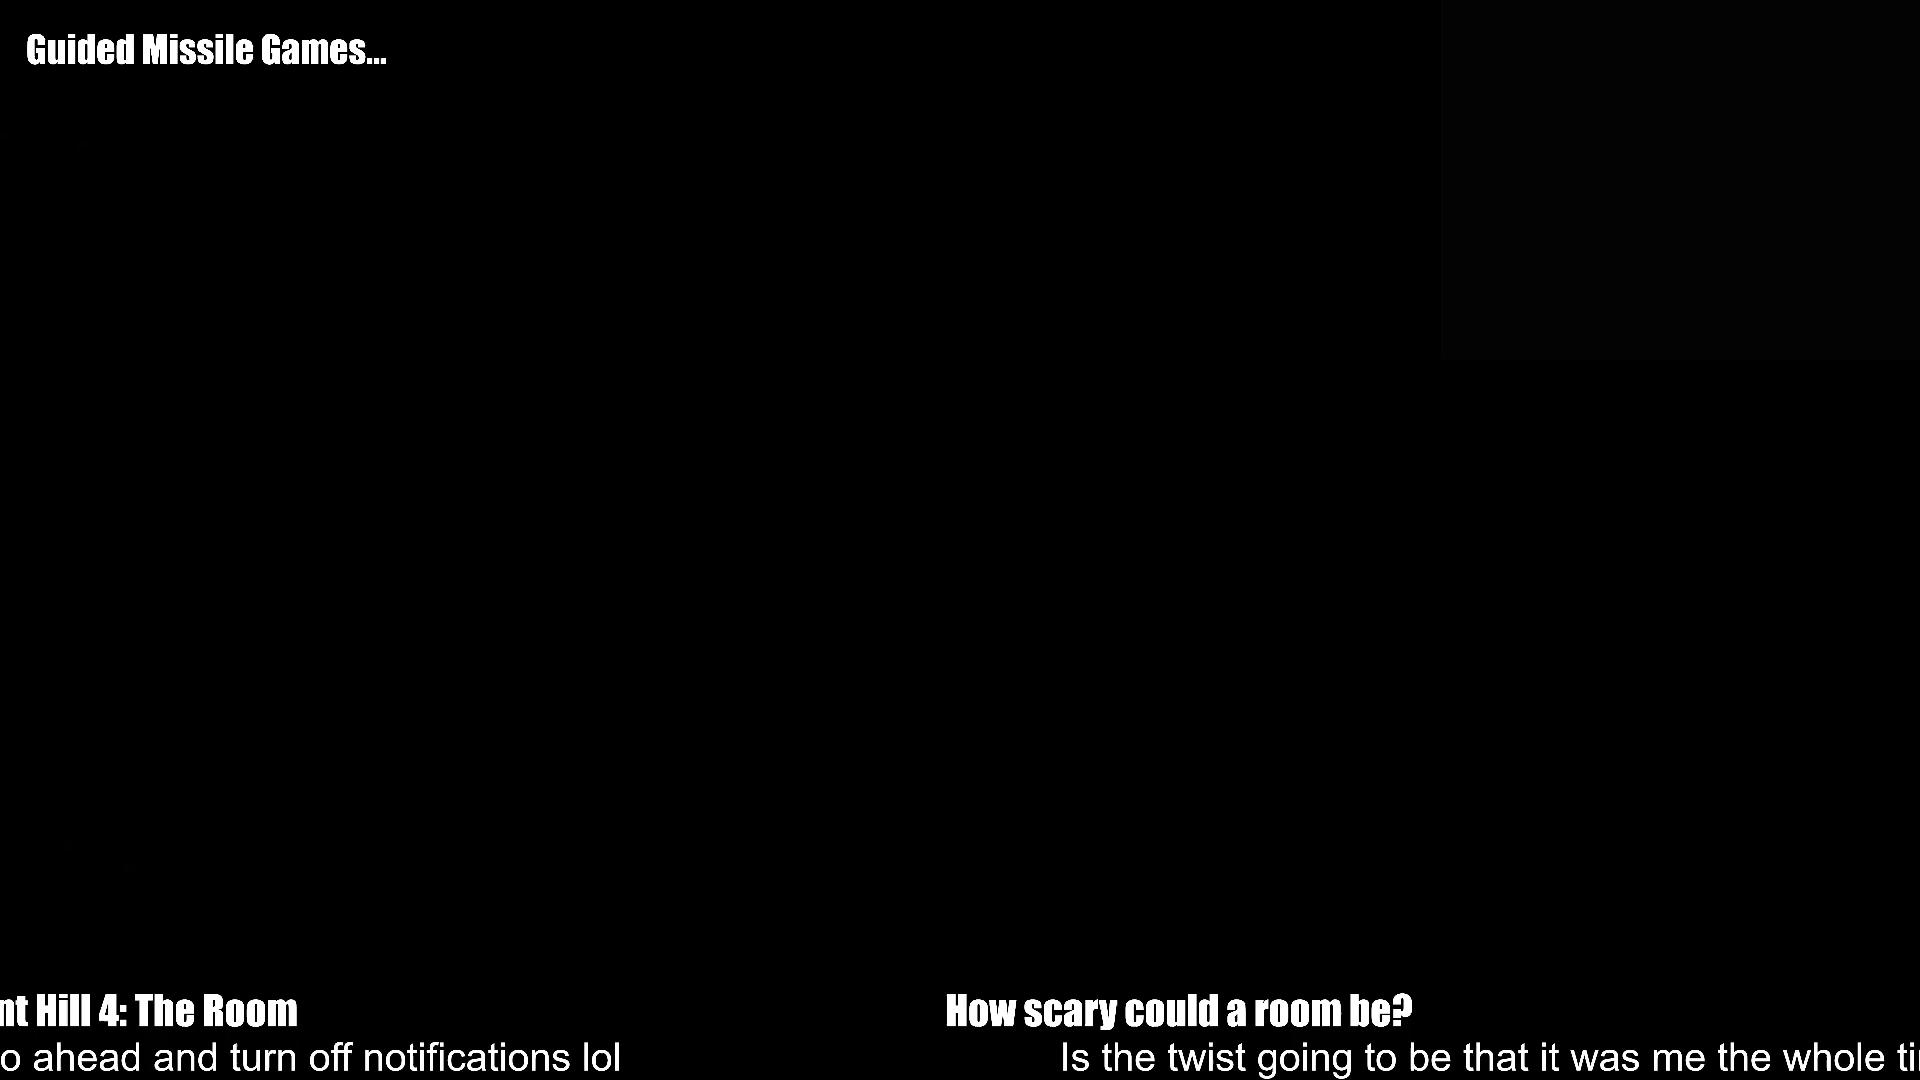 Guided Missile Games...
nt Hill 4: The Room
How scary could a room be?
o ahead and turn off notifications lol
Is the twist going to be that it was me the whole ti